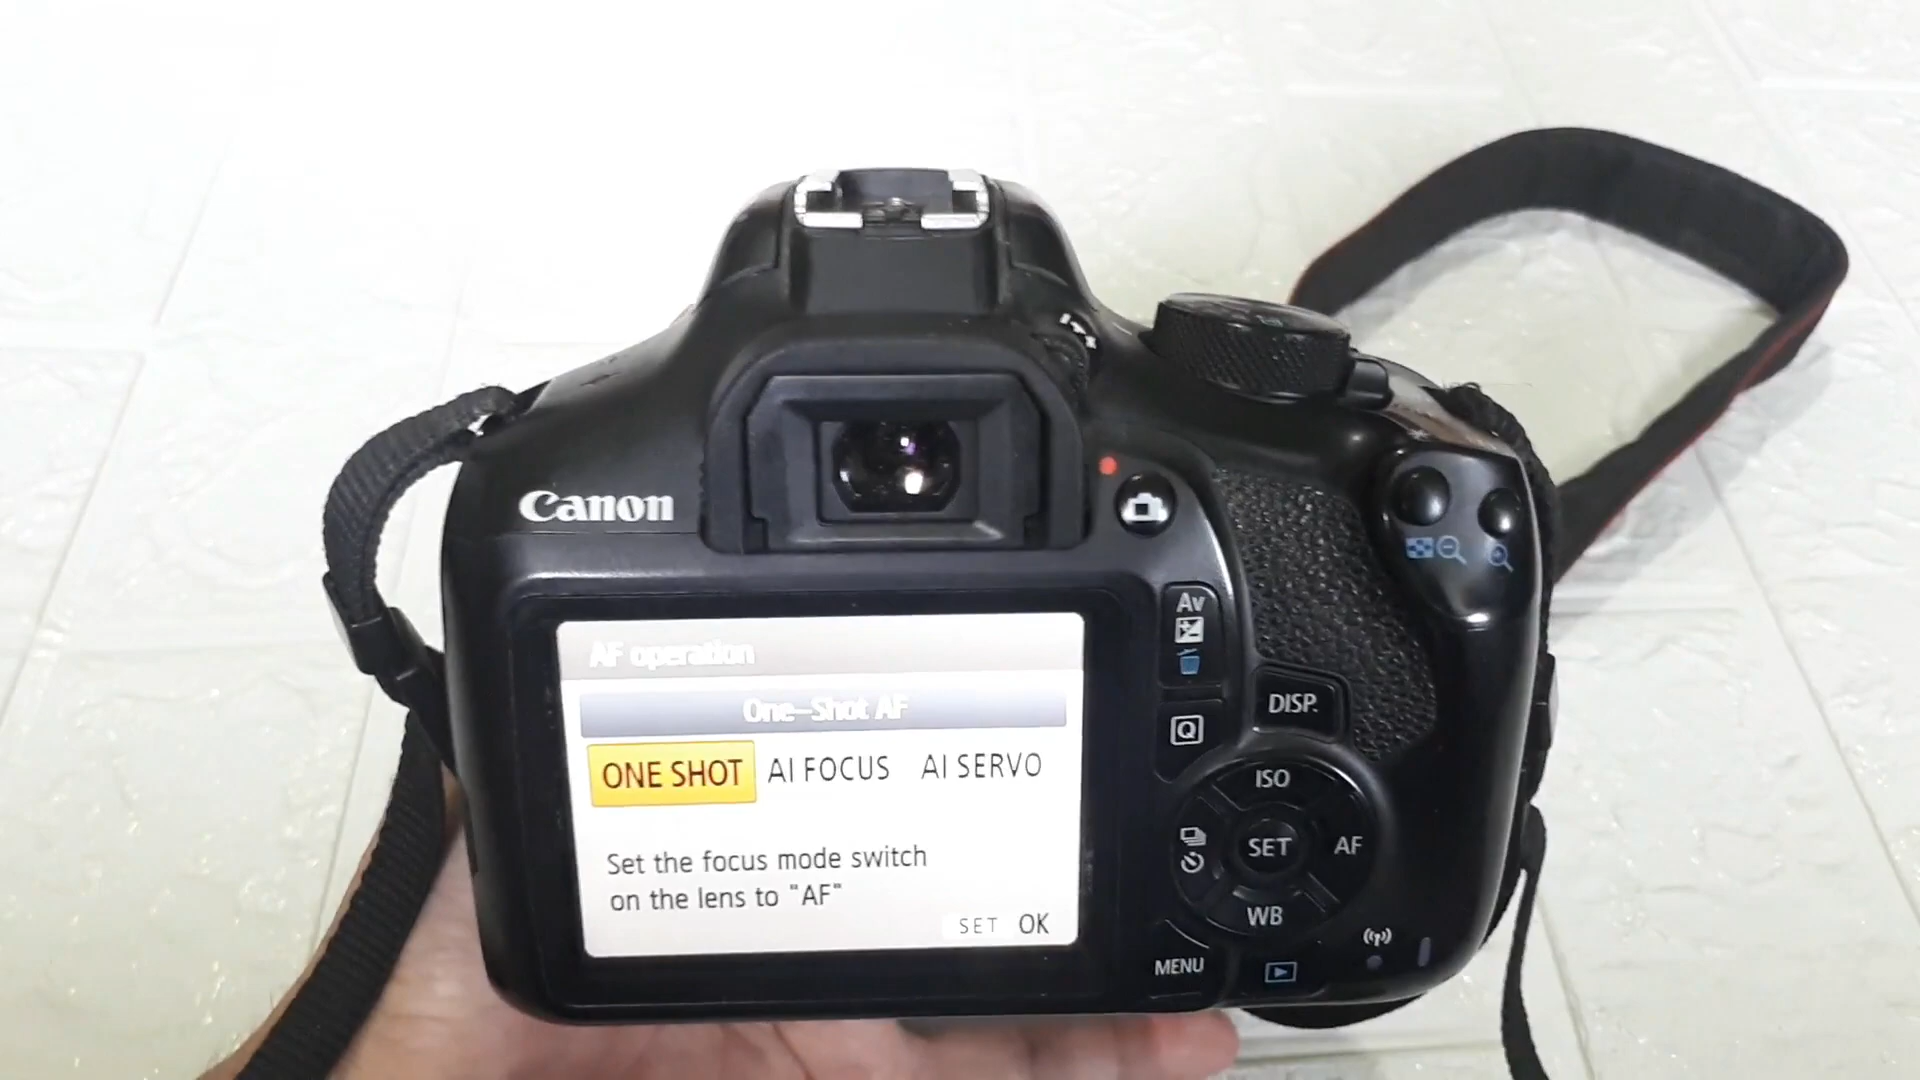 Canon
AF operation
One-Shot AF
ONE SHOT AI FOCUS AI SERVO
Set the focus mode switch
on the lens to "AF"
SET OK
Av
Q
DISP.
ISO
SET
AF
WB
MENU